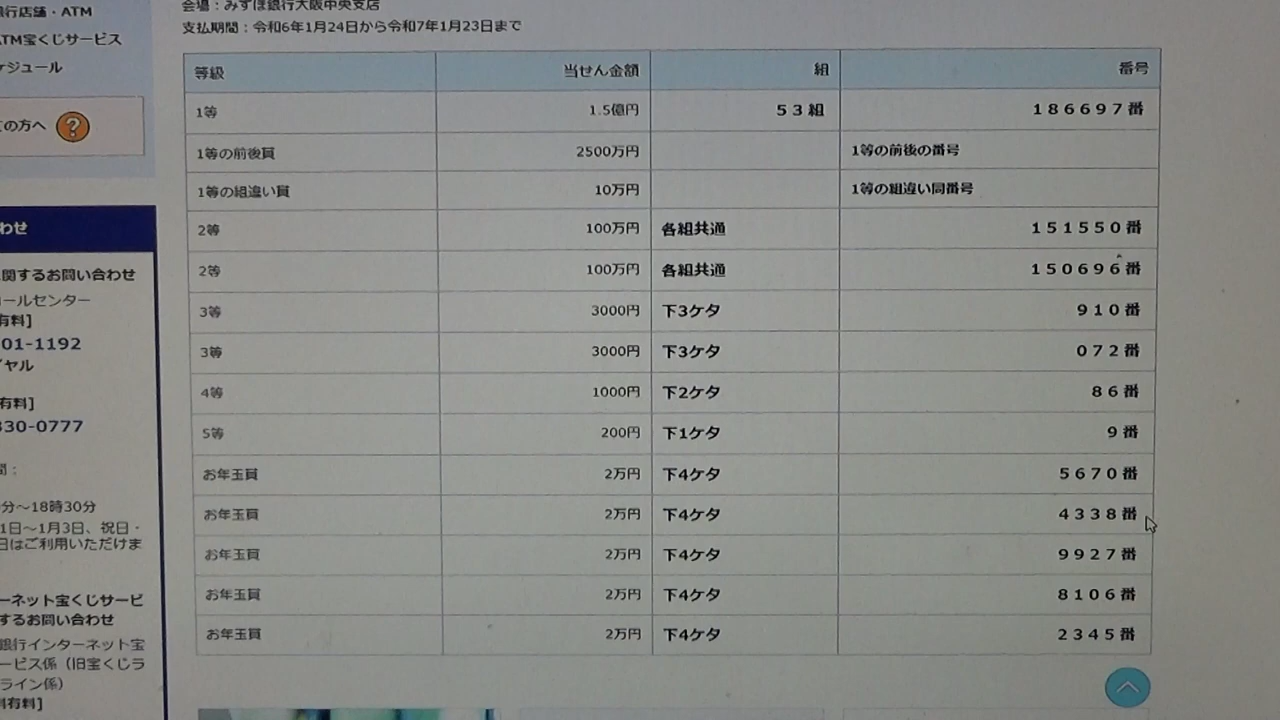 銀行店舗・ATM
ATM宝くじサービス
ケジュール
の方へ
?
わせ
関するお問い合わせ
コールセンター
有料]
01-1192
イヤル
有料]
330-0777
間:
分～18時30分
1日～1月3日、祝日・
日はご利用いただけま
ーネット宝くじサービ
するお問い合わせ
銀行インターネット宝
ービス係(旧宝くじラ
ライン係)
有料]
会場:みずほ銀行大阪中央支店
支払期間:令和6年1月24日から令和7年1月23日まで
等級 当せん金額 組 番号
1等 1.5億円 53組 186697番
1等の前後賞 2500万円 1等の前後の番号
1等の組違い賞 10万円 1等の組違い同番号
2等 100万円 各組共通 151550番
2等 100万円 各組共通 150696番
3等 3000円 下3ケタ 910番
3等 3000円 下3ケタ 072番
4等 1000円 下2ケタ 86番
5等 200円 下1ケタ 9番
お年玉賞 2万円 下4ケタ 5670番
お年玉賞 2万円 下4ケタ 4338番
お年玉賞 2万円 下4ケタ 9927番
お年玉賞 2万円 下4ケタ 8106番
お年玉賞 2万円 下4ケタ 2345番